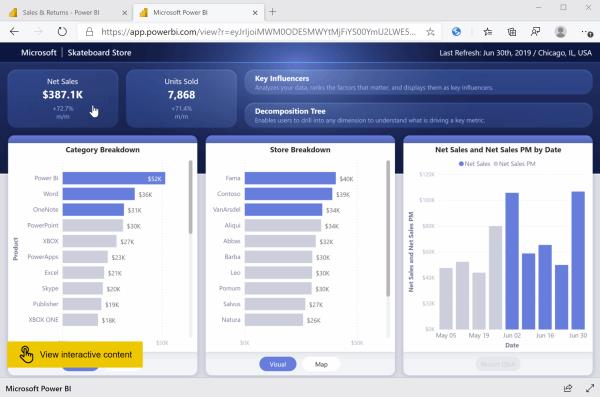 Sales & Returns - Power BI
Microsoft Power BI
https://app.powerbi.com/view?r=eyJrIjoiMWM0ODE5MWYtMjFiYS00YmU2LWE5...
Microsoft | Skateboard Store
Last Refresh: Jun 30th, 2019 / Chicago, IL, USA
Net Sales
$387.1K
+72.7%
m/m
Units Sold
7,868
+71.4%
m/m
Key Influencers
Analyzes your data, ranks the factors that matter, and displays them as key influencers.
Decomposition Tree
Enables users to drill into any dimension to understand what is driving a key metric.
Category Breakdown
Product
Power BI $52K
Word $36K
OneNote $31K
PowerPoint $30K
XBOX $27K
PowerApps $23K
Excel $21K
Skype $20K
Publisher $19K
XBOX ONE $18K
$0K $50K
View interactive content
Store Breakdown
Fama $40K
Contoso $39K
VanArsdel $34K
Aliqui $34K
Abbas $32K
Barba $30K
Leo $30K
Pomum $30K
Salvus $27K
Natura $26K
$0K $50K
Visual Map
Net Sales and Net Sales PM by Date
Net Sales Net Sales PM
Net Sales and Net Sales PM
$120K
$100K
$80K
$60K
$40K
$20K
$0K
May 05 May 19 Jun 02 Jun 16 Jun 30
Date
Microsoft Power BI